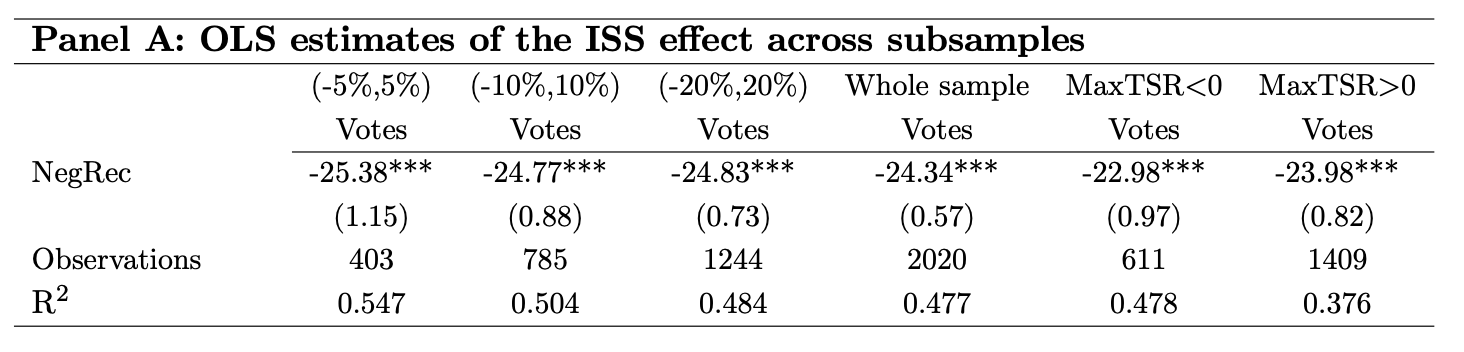 Panel A: OLS estimates of the ISS effect across subsamples
(-5%,5%) (-10%,10%) (-20%,20%) Whole sample MaxTSR<0 MaxTSR>0
Votes Votes Votes Votes Votes Votes
NegRec -25.38*** -24.77*** -24.83*** -24.34*** -22.98*** -23.98***
(1.15) (0.88) (0.73) (0.57) (0.97) (0.82)
Observations 403 785 1244 2020 611 1409
R² 0.547 0.504 0.484 0.477 0.478 0.376